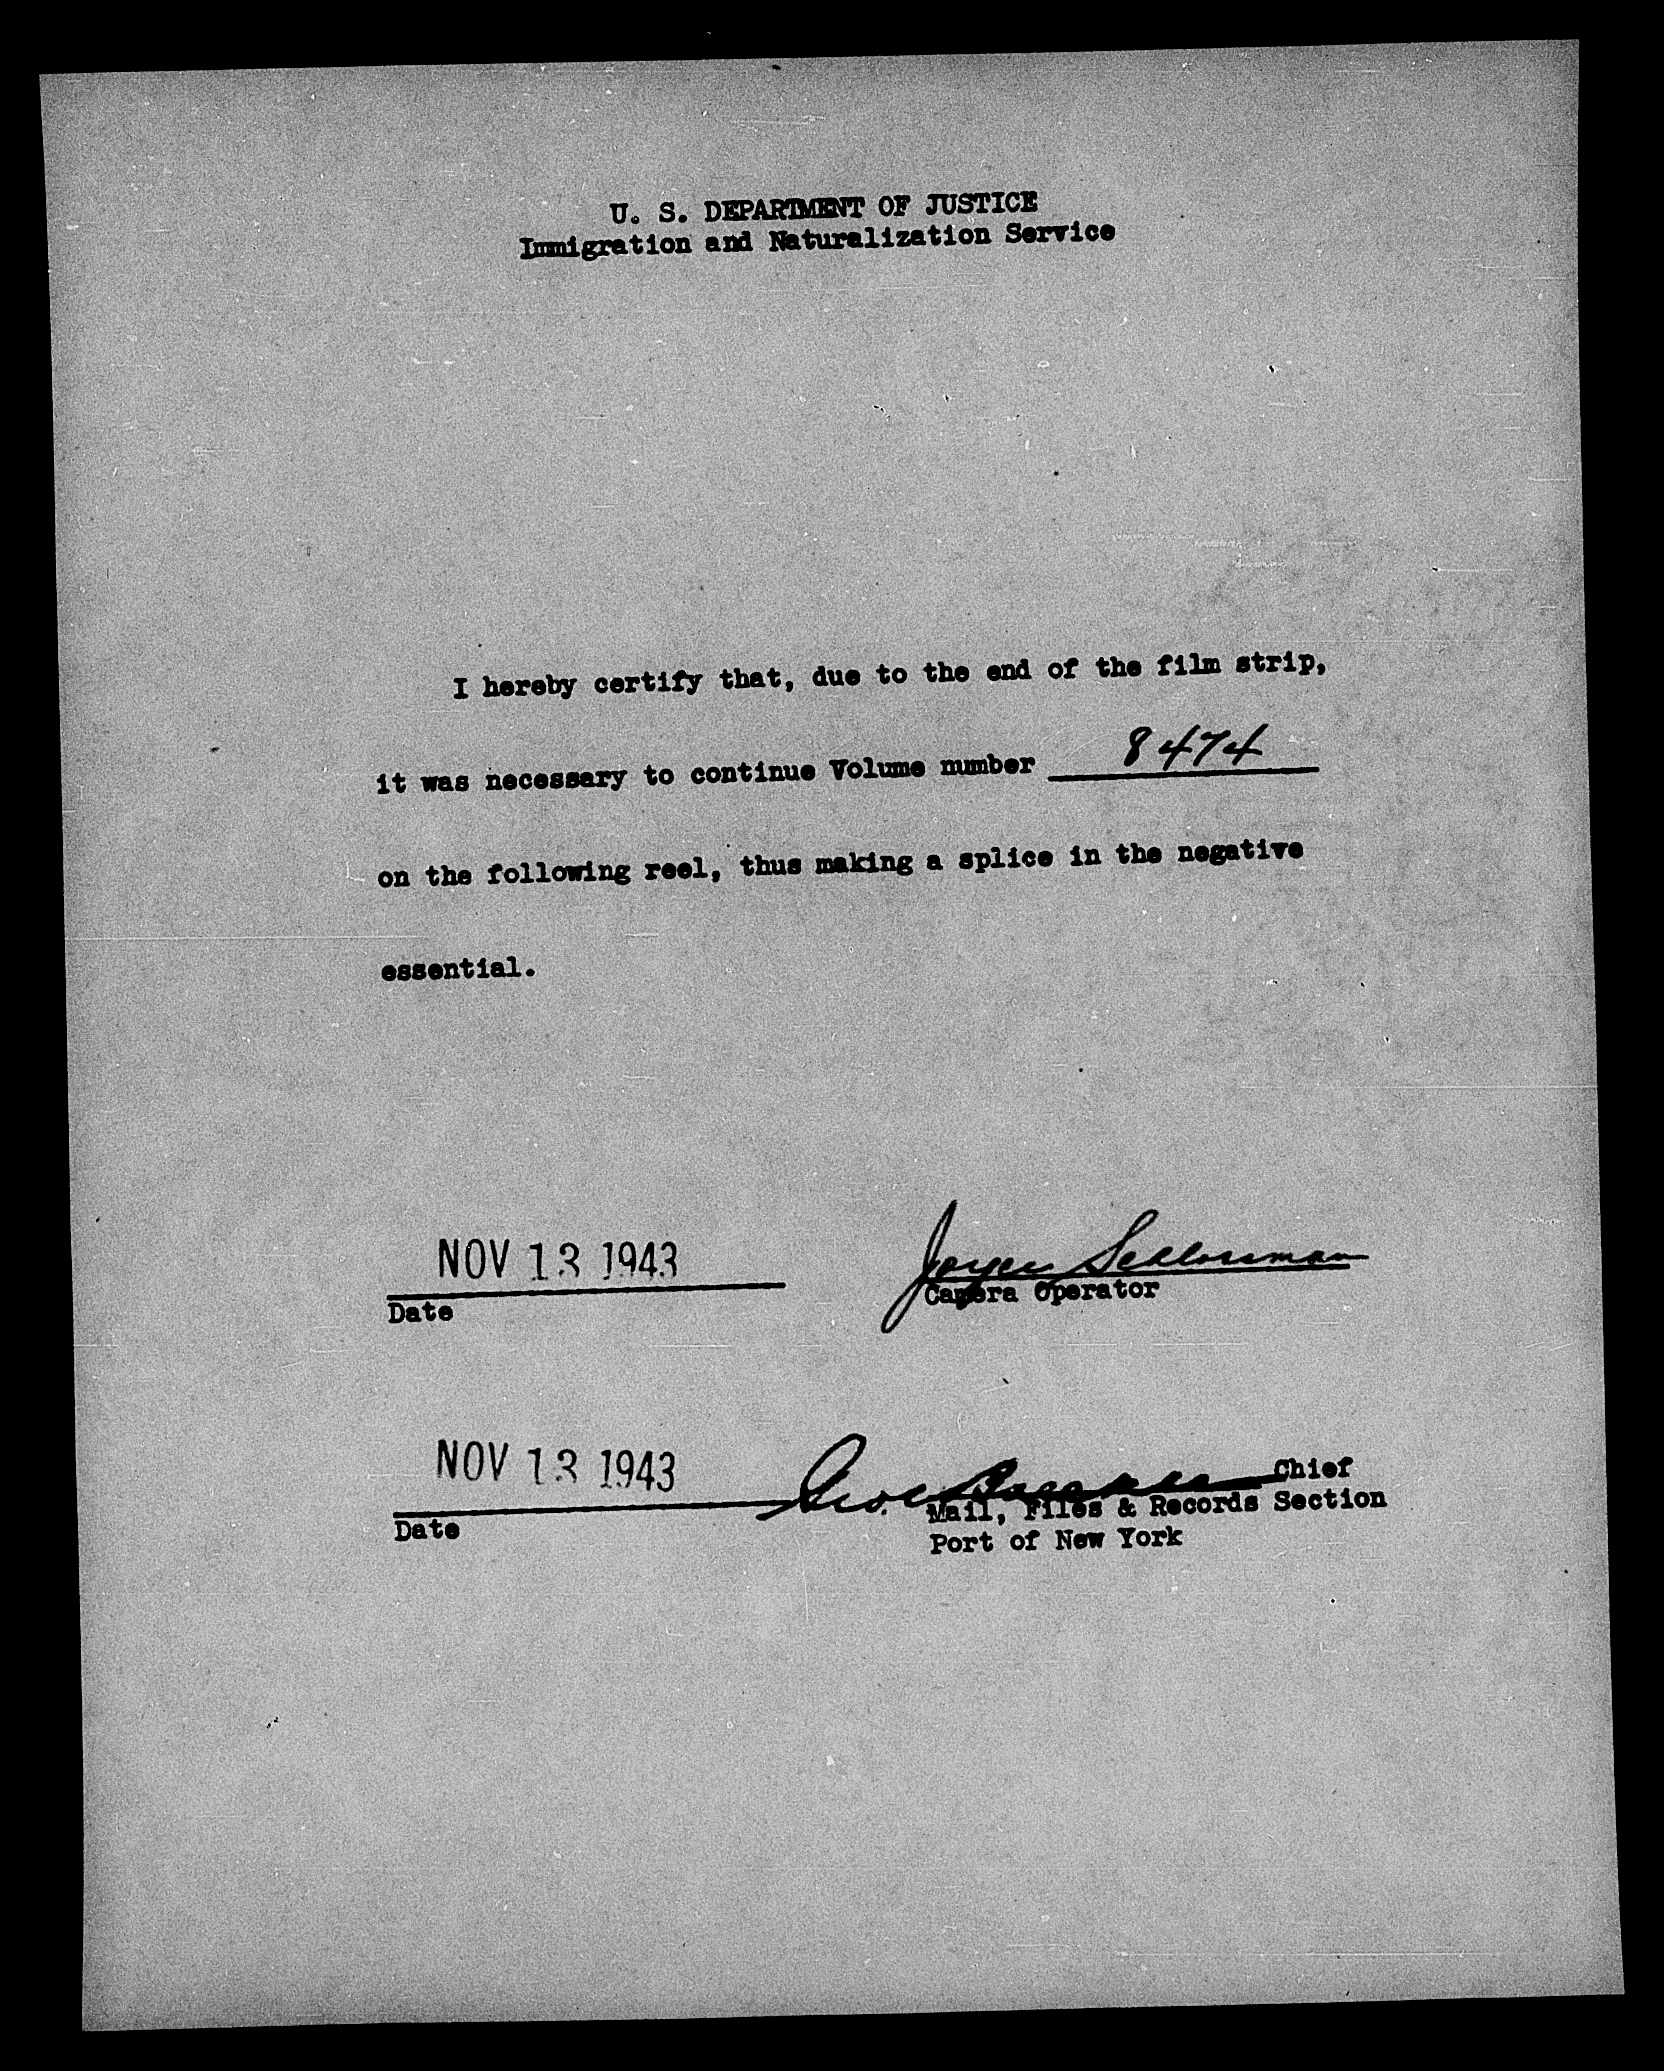 U. S. DEPARTMENT OF JUSTICE
Immigration and Naturalization Service
I hereby certify that, due to the end of the film strip,
it was necessary to continue Volume number 8474
on the following reel, thus making a splice in the negative
essential.
NOV 13 1943
Date
Camera Operator
NOV 13 1943
Date
Chief
Mail, Files & Records Section
Port of New York